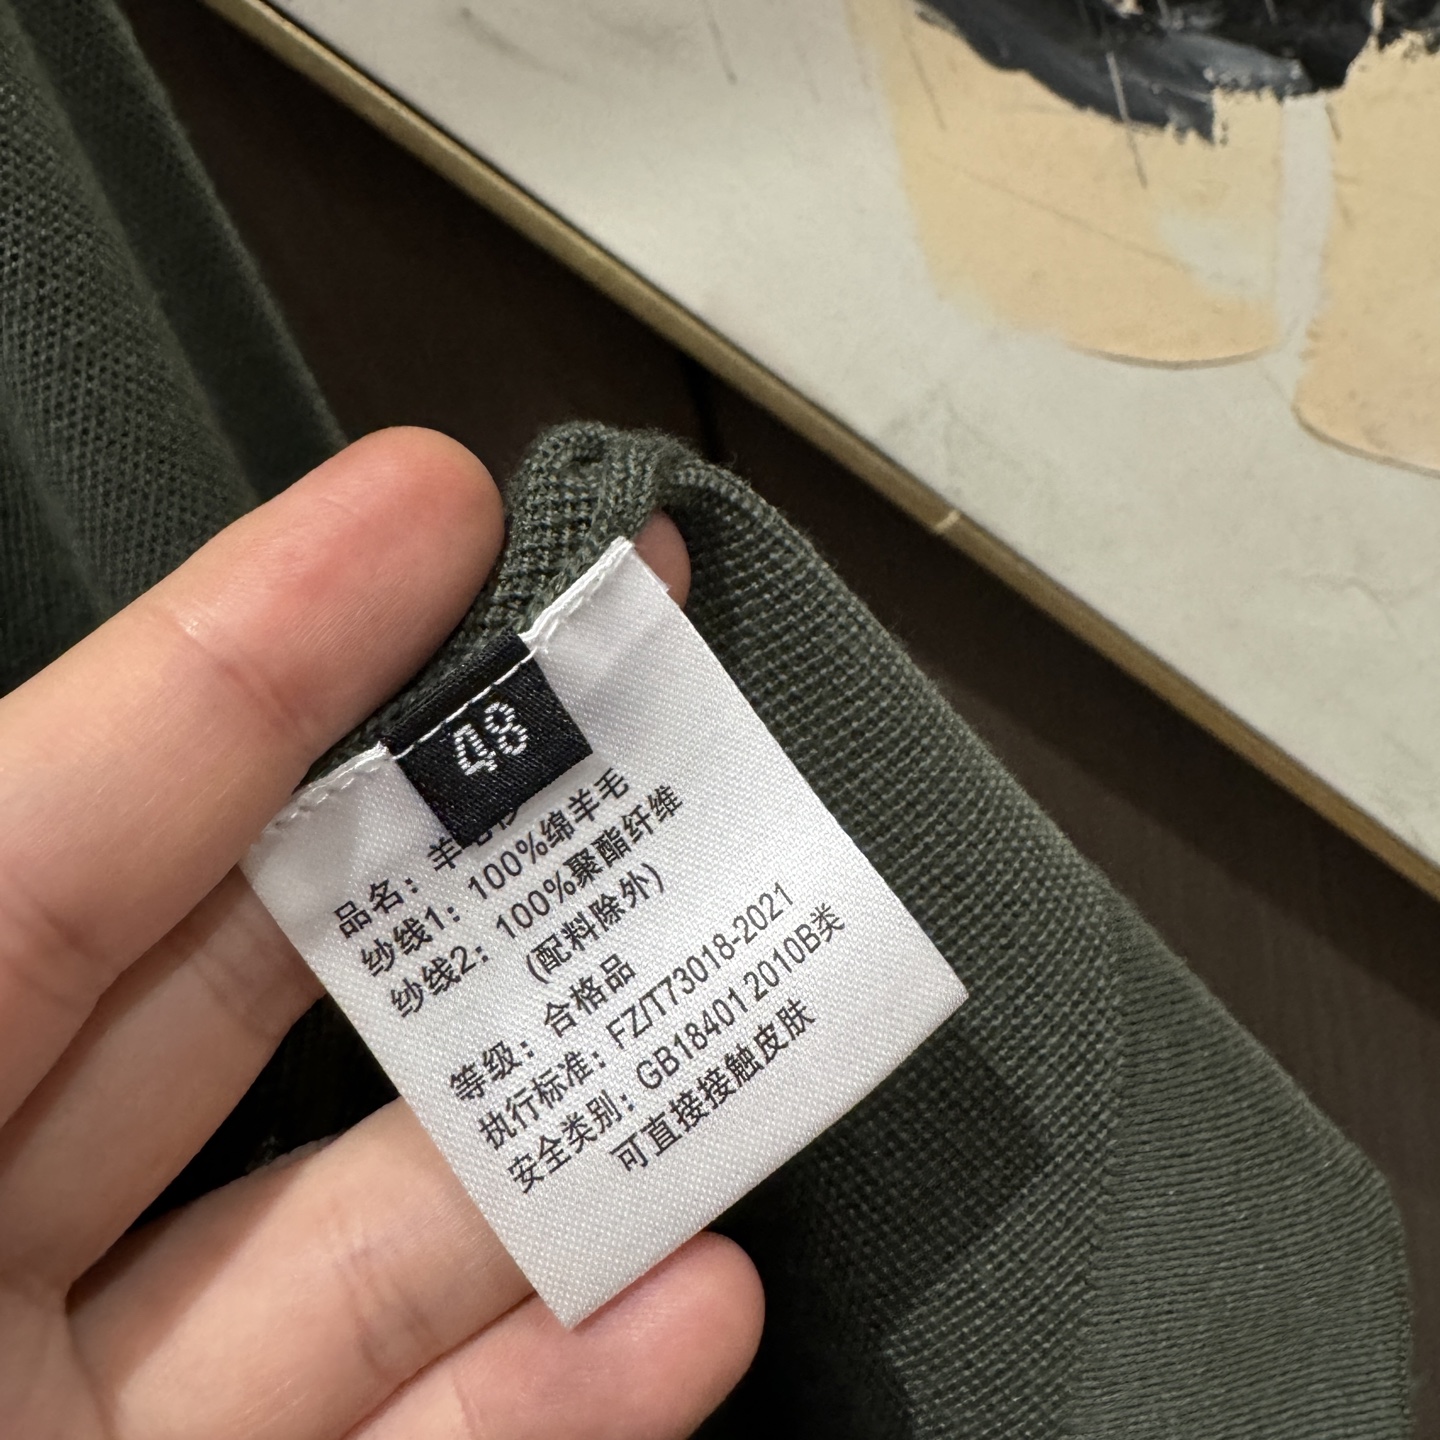 48
品名：羊毛衫
纱线1：100%绵羊毛
纱线2：100%聚酯纤维
(配料除外)
等级：合格品
执行标准：FZ/T73018-2021
安全类别：GB18401 2010B类
可直接接触皮肤